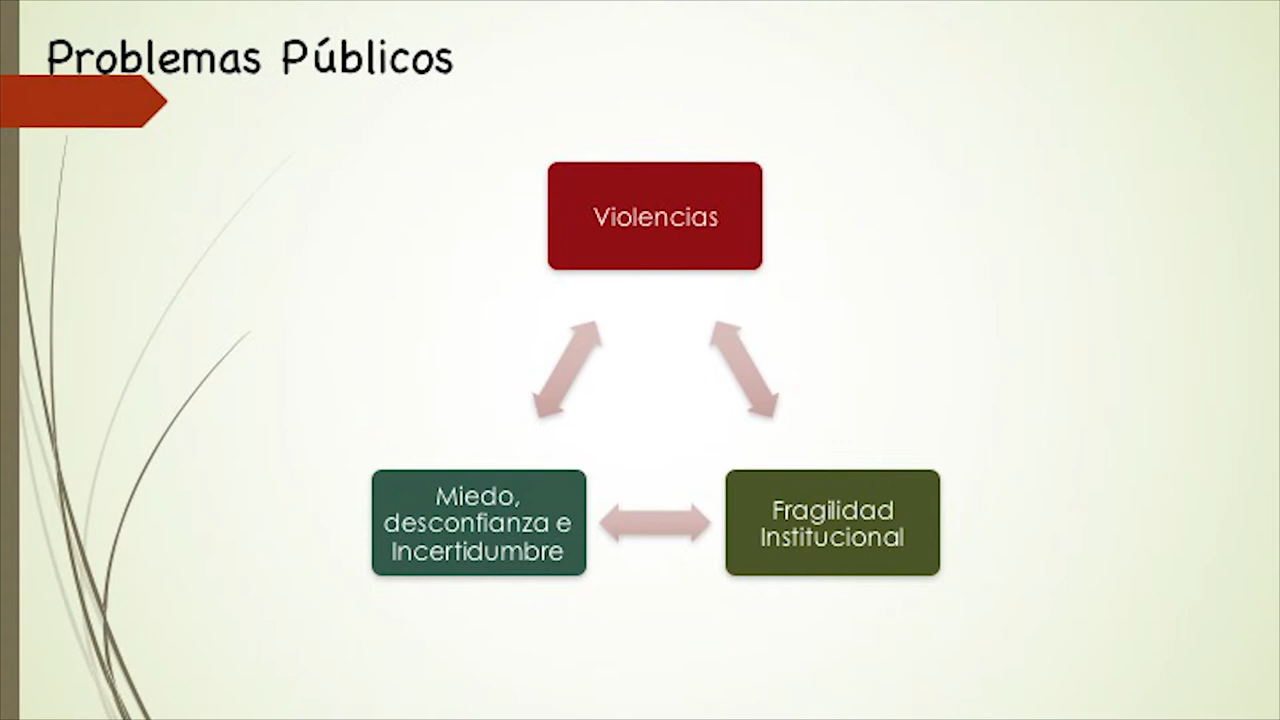 Problemas Públicos
Violencias
Miedo,
desconfianza e
Incertidumbre
Fragilidad
Institucional